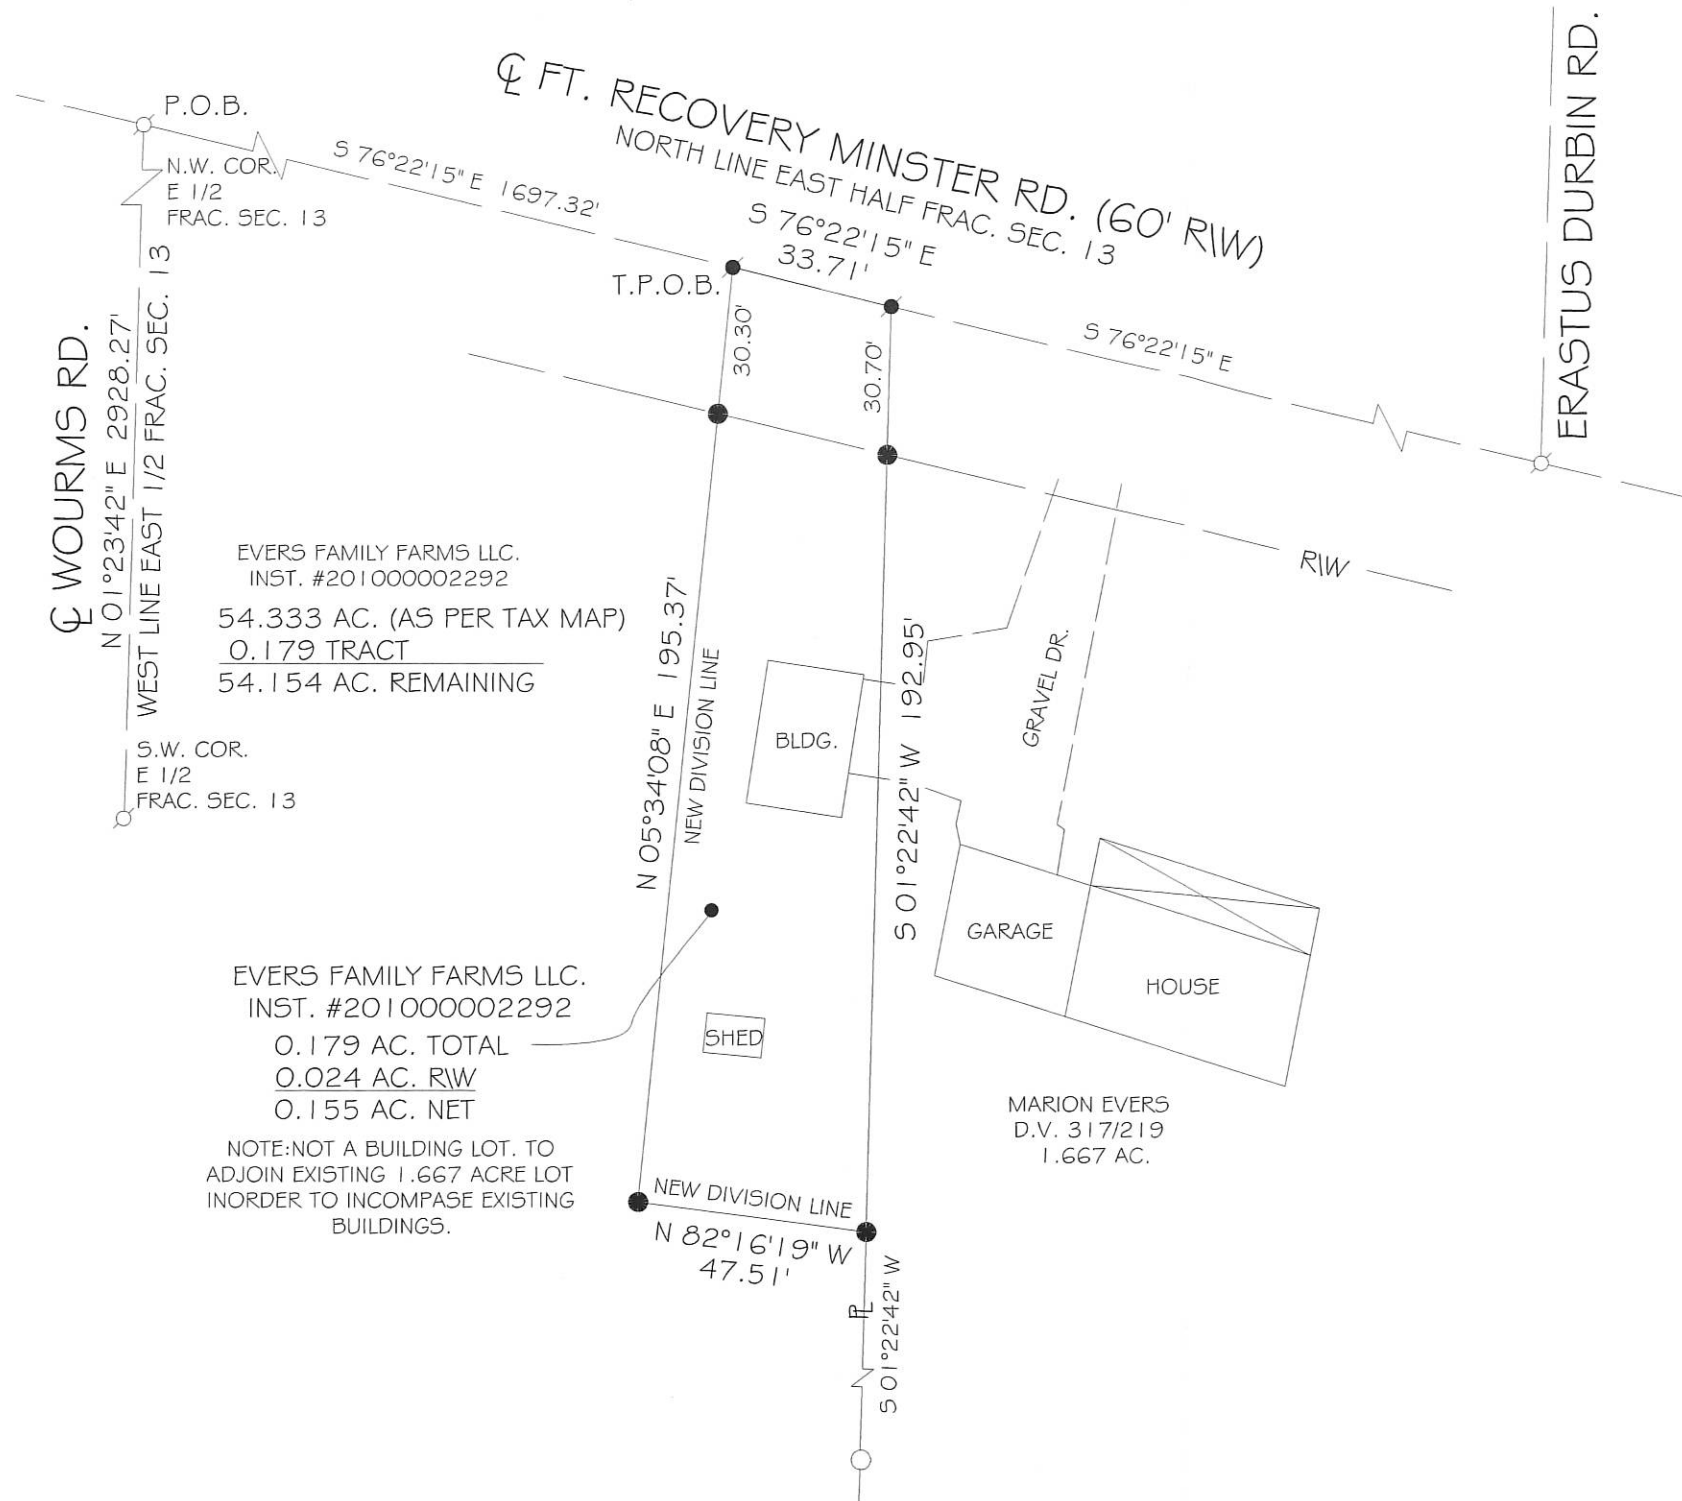 ℄ FT. RECOVERY MINSTER RD. (60' R\W)
NORTH LINE EAST HALF FRAC. SEC. 13
S 76°22'15" E
33.71'
ERASTUS DURBIN RD.
P.O.B.
N.W. COR.
E 1/2
FRAC. SEC. 13
S 76°22'15" E 1697.32'
T.P.O.B.
30.30'
30.70'
S 76°22'15" E
R\W
℄ WOURMS RD.
N 01°23'42" E 2928.27'
WEST LINE EAST 1/2 FRAC. SEC. 13
S.W. COR.
E 1/2
FRAC. SEC. 13
EVERS FAMILY FARMS LLC.
INST. #201000002292
54.333 AC. (AS PER TAX MAP)
0.179 TRACT
54.154 AC. REMAINING
N 05°34'08" E 195.37'
NEW DIVISION LINE
BLDG.
S 01°22'42" W 192.95'
GRAVEL DR.
GARAGE
HOUSE
SHED
EVERS FAMILY FARMS LLC.
INST. #201000002292
0.179 AC. TOTAL
0.024 AC. R\W
0.155 AC. NET
NOTE:NOT A BUILDING LOT. TO
ADJOIN EXISTING 1.667 ACRE LOT
INORDER TO INCOMPASE EXISTING
BUILDINGS.
MARION EVERS
D.V. 317/219
1.667 AC.
NEW DIVISION LINE
N 82°16'19" W
47.51'
PL
S 01°22'42" W